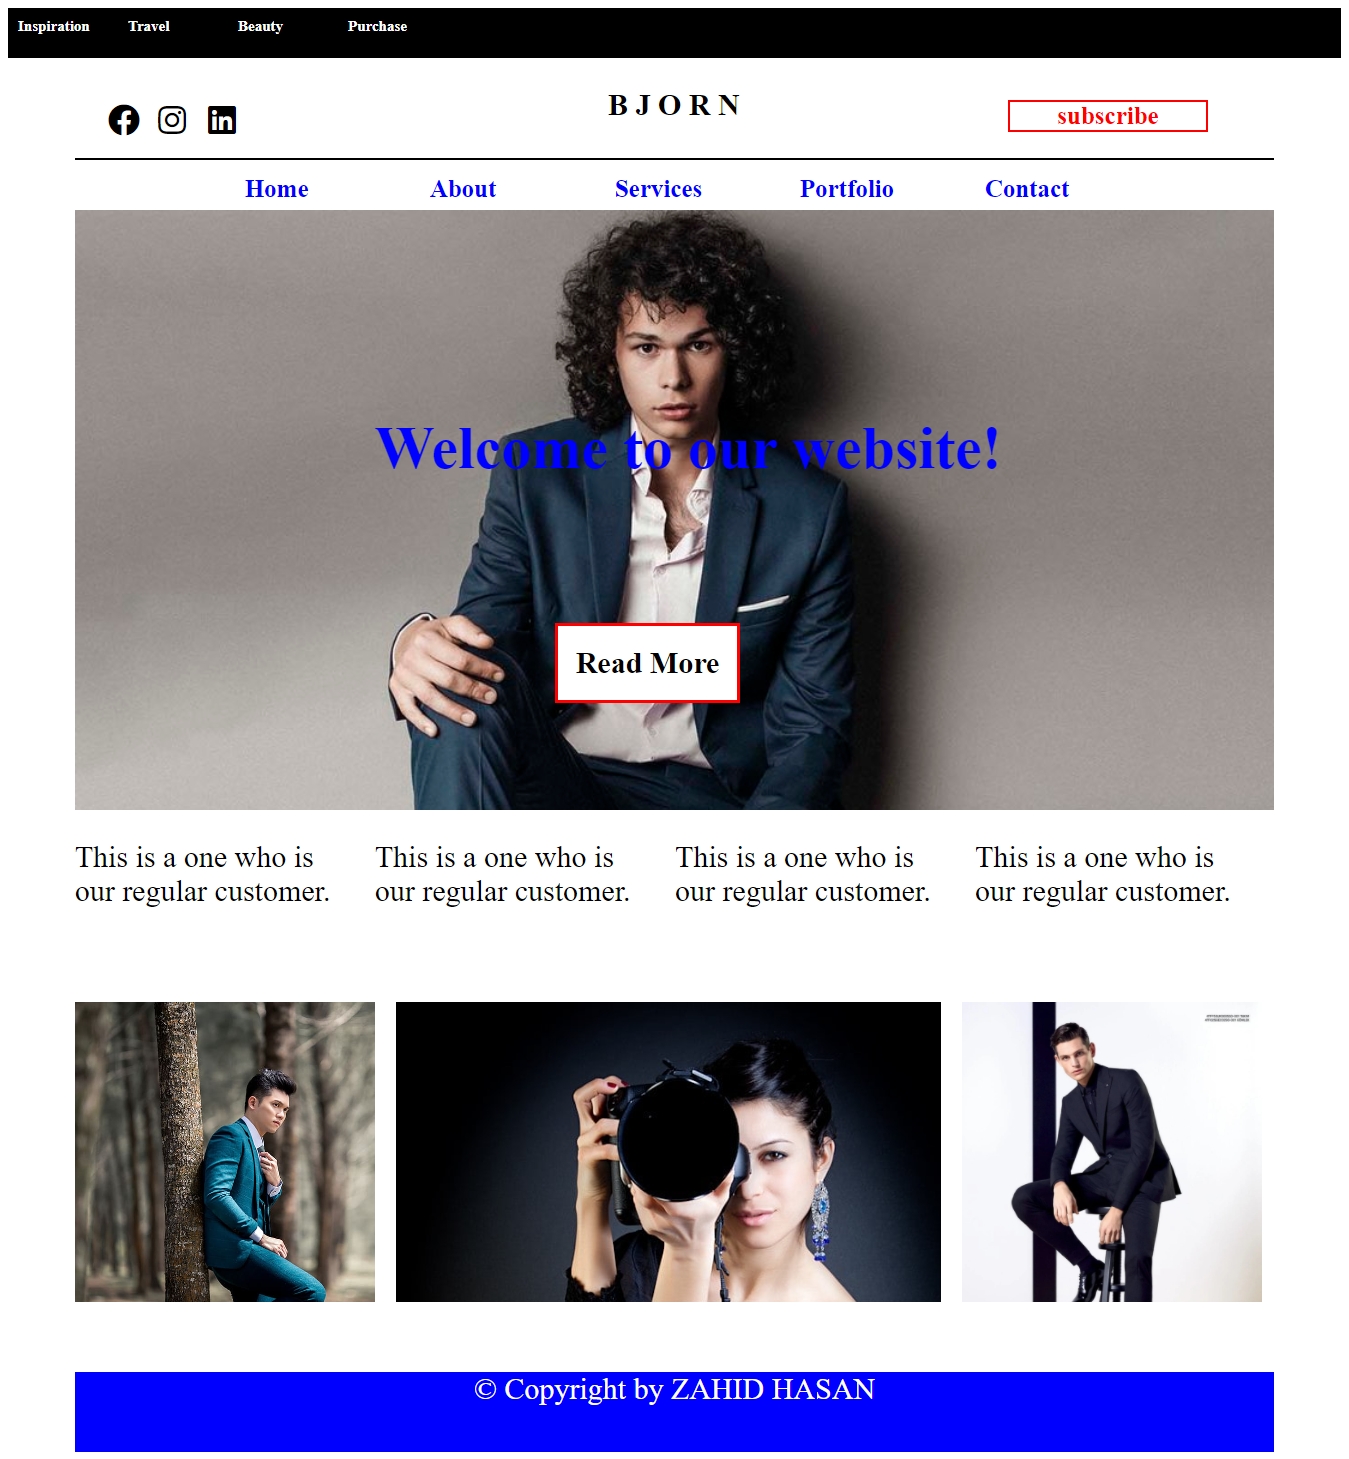 Inspiration Travel Beauty Purchase
B J O R N
subscribe
Home About Services Portfolio Contact
Welcome to our website!
Read More
This is a one who is
our regular customer.
This is a one who is
our regular customer.
This is a one who is
our regular customer.
This is a one who is
our regular customer.
© Copyright by ZAHID HASAN